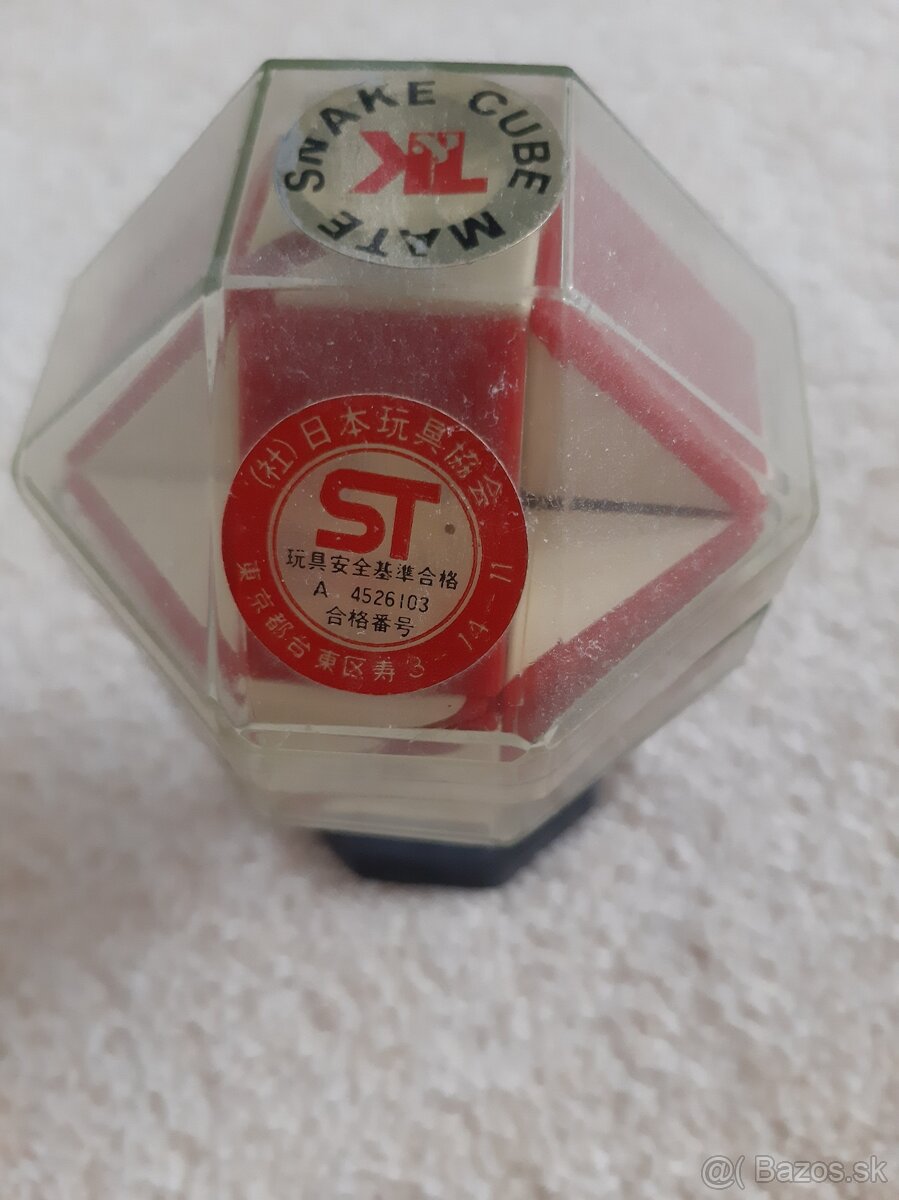 SNAKE CUBE
TK
MATE
(社)日本玩具協会
ST
玩具安全基準合格
A 4526103
合格番号
東京都台東区寿3-14-11
@( Bazos.sk